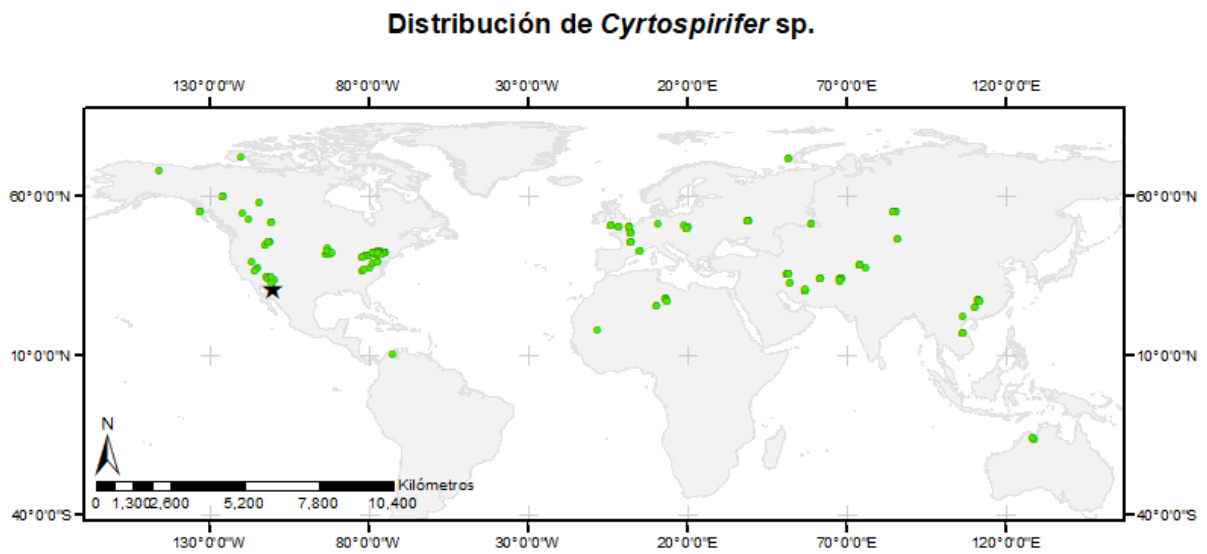 Distribución de Cyrtospirifer sp.
130°0'0"W 80°0'0"W 30°0'0"W 20°0'0"E 70°0'0"E 120°0'0"E
60°0'0"N 60°0'0"N
10°0'0"N 10°0'0"N
N
Kilómetros
0 1,300 2,600 5,200 7,800 10,400
40°0'0"S 40°0'0"S
130°0'0"W 80°0'0"W 30°0'0"W 20°0'0"E 70°0'0"E 120°0'0"E